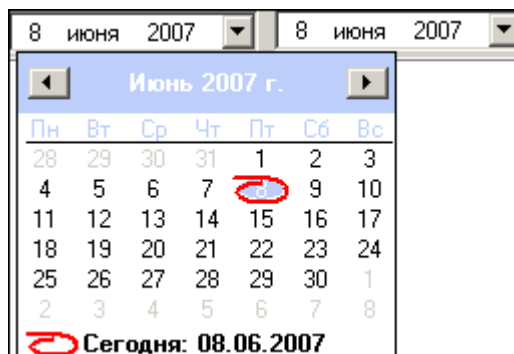 8 июня 2007 8 июня 2007
Июнь 2007 г.
Пн Вт Ср Чт Пт Сб Вс
28 29 30 31 1 2 3
4 5 6 7 8 9 10
11 12 13 14 15 16 17
18 19 20 21 22 23 24
25 26 27 28 29 30 1
2 3 4 5 6 7 8
Сегодня: 08.06.2007